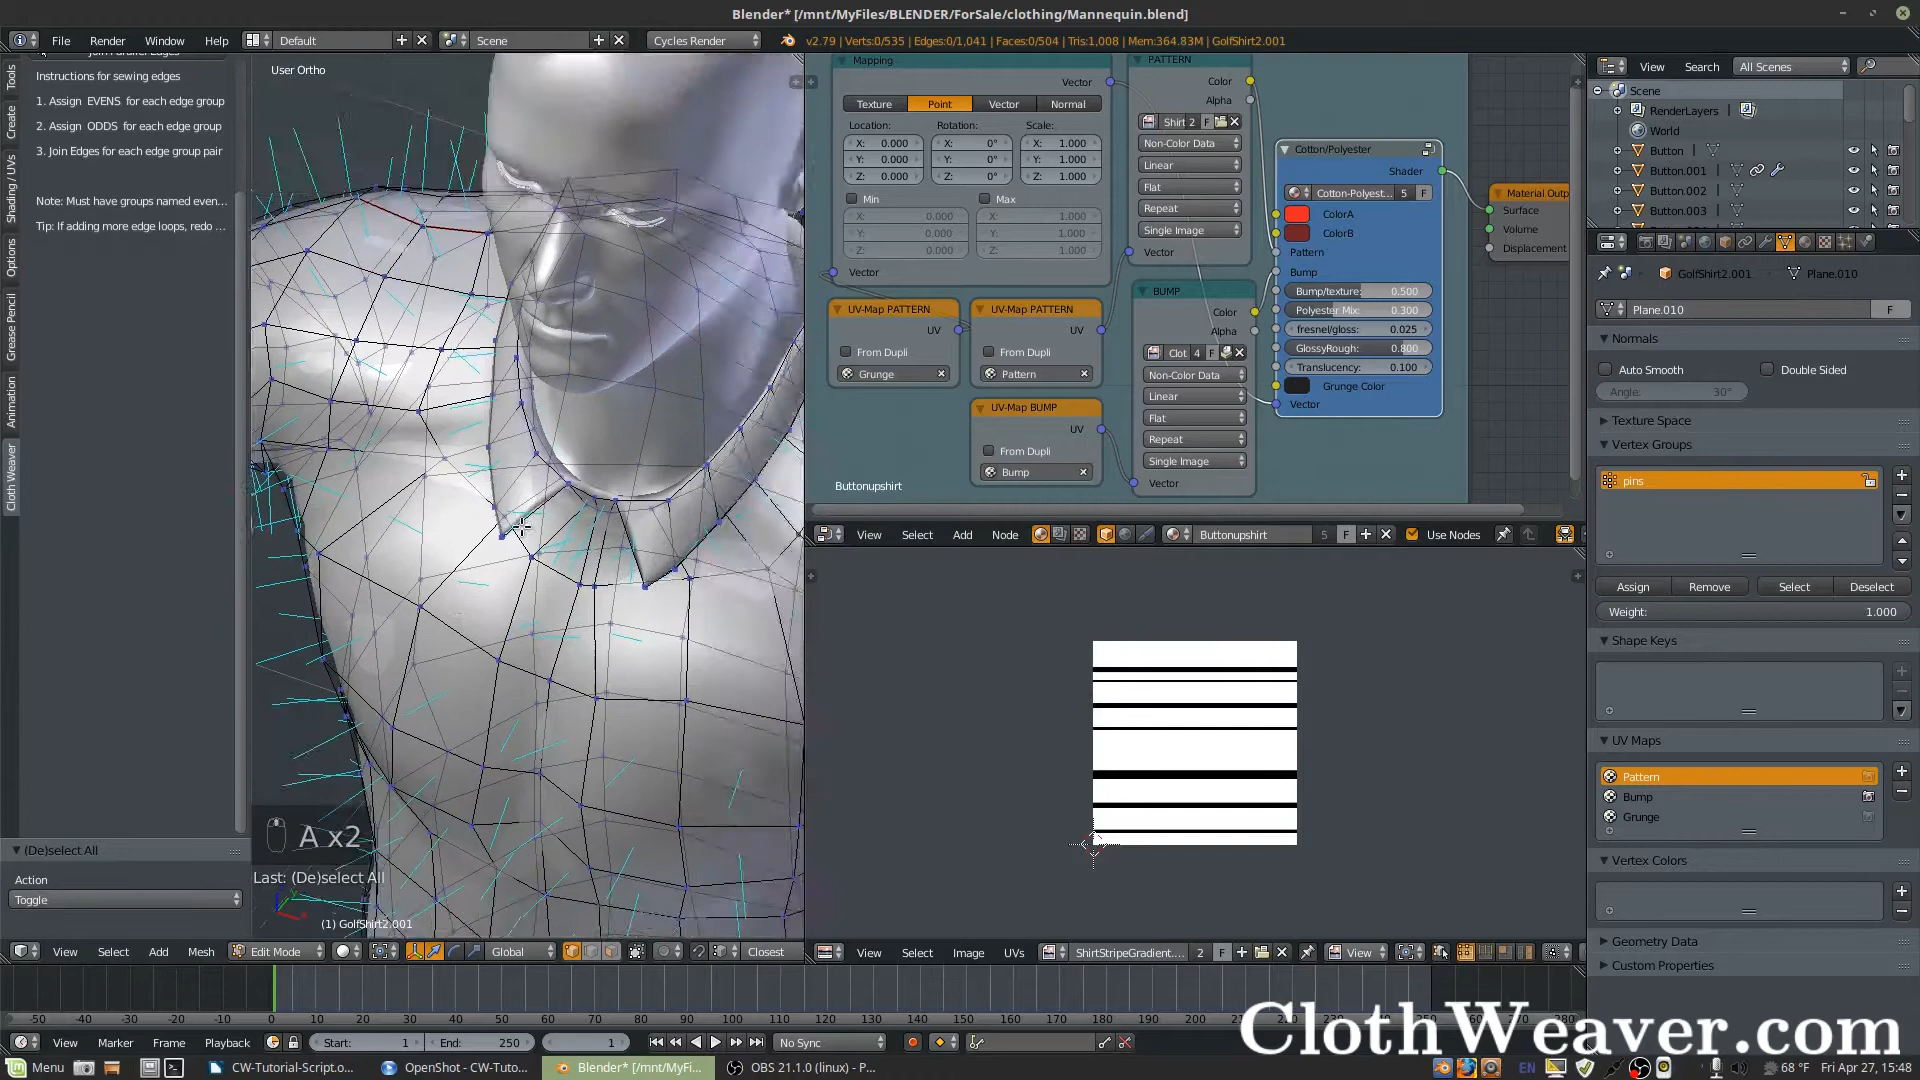 Blender* [/mnt/MyFiles/BLENDER/ForSale/clothing/Mannequin.blend]
File Render Window Help Default Scene Cycles Render v2.79 | Verts:0/535 | Edges:0/1,041 | Faces:0/504 | Tris:1,008 | Mem:364.83M | GolfShirt2.001
Tools
Create
Shading / UVs
Options
Grease Pencil
Animation
Cloth Weaver
Instructions for sewing edges
1. Assign EVENS for each edge group
2. Assign ODDS for each edge group
3. Join Edges for each edge group pair
Note: Must have groups named even...
Tip: If adding more edge loops, redo ...
(De)select All
Action
Toggle
User Ortho
A x2
Last: (De)select All
(1) GolfShirt2.001
View Select Add Mesh Edit Mode Global Closest
Mapping
Vector
Texture Point Vector Normal
Location: Rotation: Scale:
X: 0.000 X: 0° X: 1.000
Y: 0.000 Y: 0° Y: 1.000
Z: 0.000 Z: 0° Z: 1.000
Min Max
X: 0.000 X: 1.000
Y: 0.000 Y: 1.000
Z: 0.000 Z: 1.000
Vector
PATTERN
Color
Alpha
Shirt 2 F
Non-Color Data
Linear
Flat
Repeat
Single Image
Vector
UV-Map PATTERN
UV
From Dupli
Grunge
UV-Map PATTERN
UV
From Dupli
Pattern
UV-Map BUMP
UV
From Dupli
Bump
BUMP
Color
Alpha
Clot 4 F
Non-Color Data
Linear
Flat
Repeat
Single Image
Vector
Cotton/Polyester
Shader
Cotton-Polyest... 5 F
ColorA
ColorB
Pattern
Bump
Bump/texture: 0.500
Polyester Mix: 0.300
fresnel/gloss: 0.025
GlossyRough: 0.800
Translucency: 0.100
Grunge Color
Vector
Material Outp
Surface
Volume
Displacement
Buttonupshirt
View Select Add Node Buttonupshirt 5 F Use Nodes
View Select Image UVs ShirtStripeGradient.... 2 F View
View Search All Scenes
Scene
RenderLayers
World
Button
Button.001
Button.002
Button.003
GolfShirt2.001 Plane.010
Plane.010 F
Normals
Auto Smooth Double Sided
Angle: 30°
Texture Space
Vertex Groups
pins
Assign Remove Select Deselect
Weight: 1.000
Shape Keys
UV Maps
Pattern
Bump
Grunge
Vertex Colors
Geometry Data
Custom Properties
-50 -40 -30 -20 -10 0 10 20 30 40 50 60 70 80 90 100 110 120 130 140 150 160 170 180 190 200 210
View Marker Frame Playback Start: 1 End: 250 1 No Sync
ClothWeaver.com
Menu CW-Tutorial-Script.o... OpenShot - CW-Tuto... Blender* [/mnt/MyFi... OBS 21.1.0 (linux) - P... EN 68 °F Fri Apr 27, 15:48